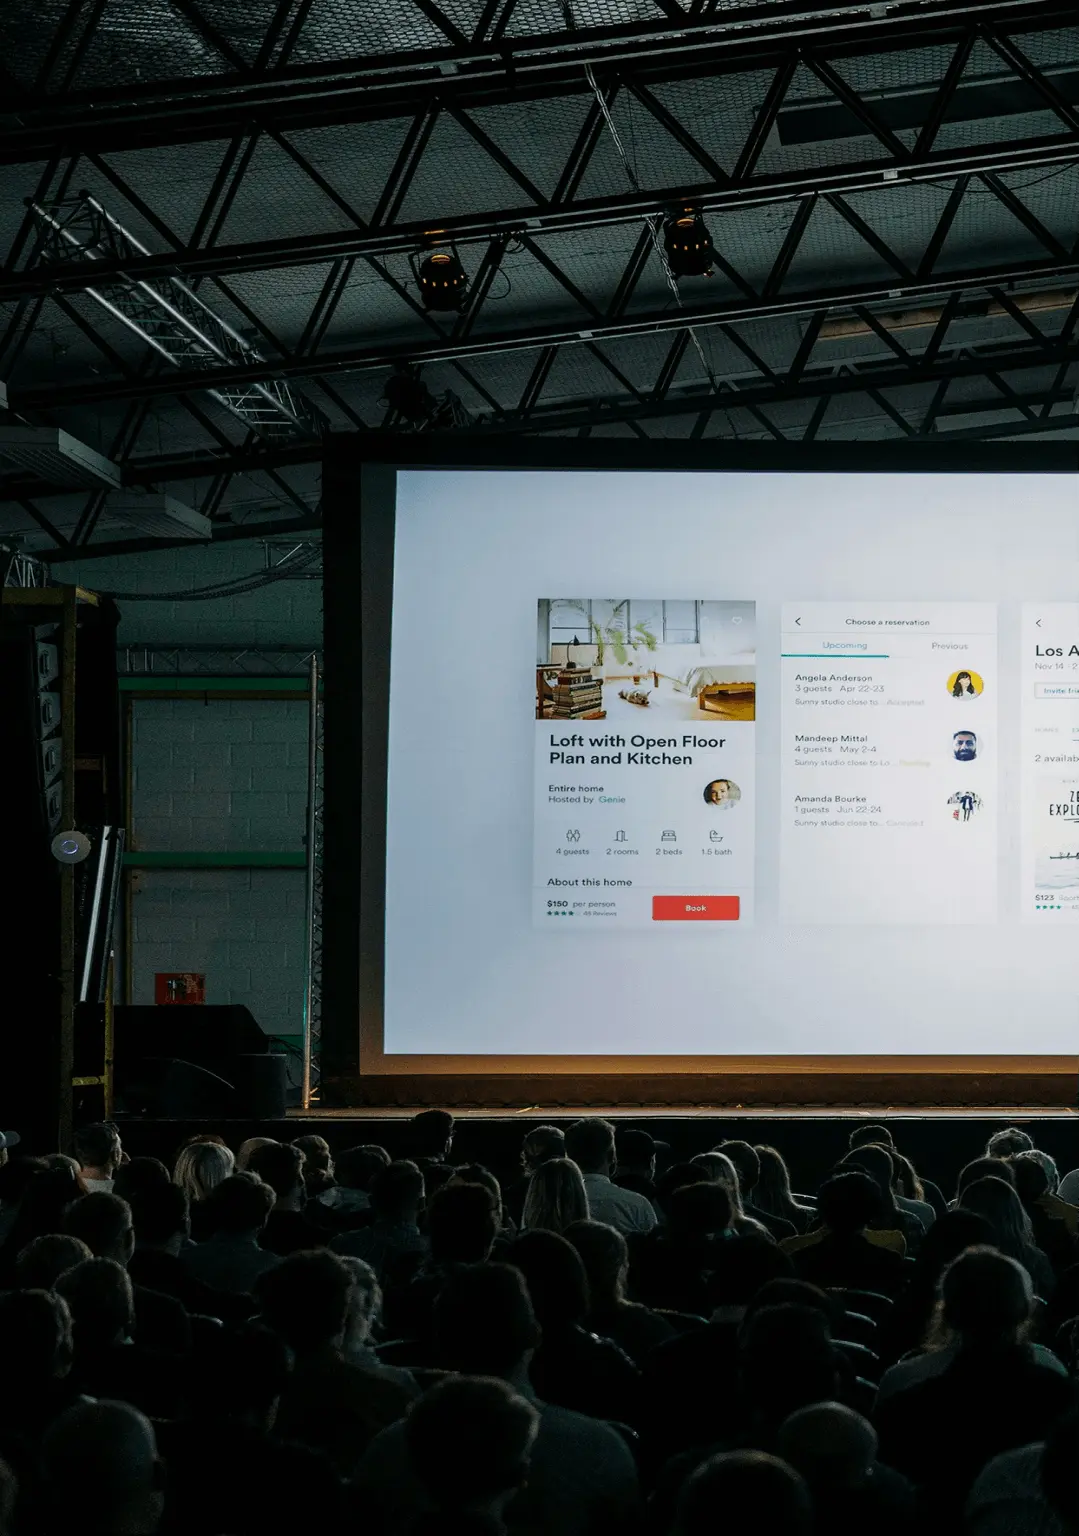 Loft with Open Floor
Plan and Kitchen
Entire home
Hosted by Genie
4 guests 2 rooms 2 beds 1.5 bath
About this home
$150 per person
Book
Choose a reservation
Upcoming Previous
Angela Anderson
3 guests Apr 22-23
Sunny studio close to... Accepted
Mandeep Mittal
4 guests May 2-4
Sunny studio close to Lo... Pending
Amanda Bourke
1 guests Jun 22-24
Sunny studio close to...
Los A
Nov 14 - 2
Invite fri
2 availab
ZE
EXPLO
$123